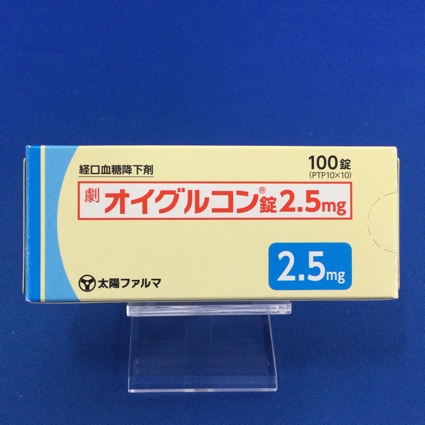 経口血糖降下剤
100錠
(PTP10×10)
劇 オイグルコン®錠2.5mg
2.5mg
太陽ファルマ